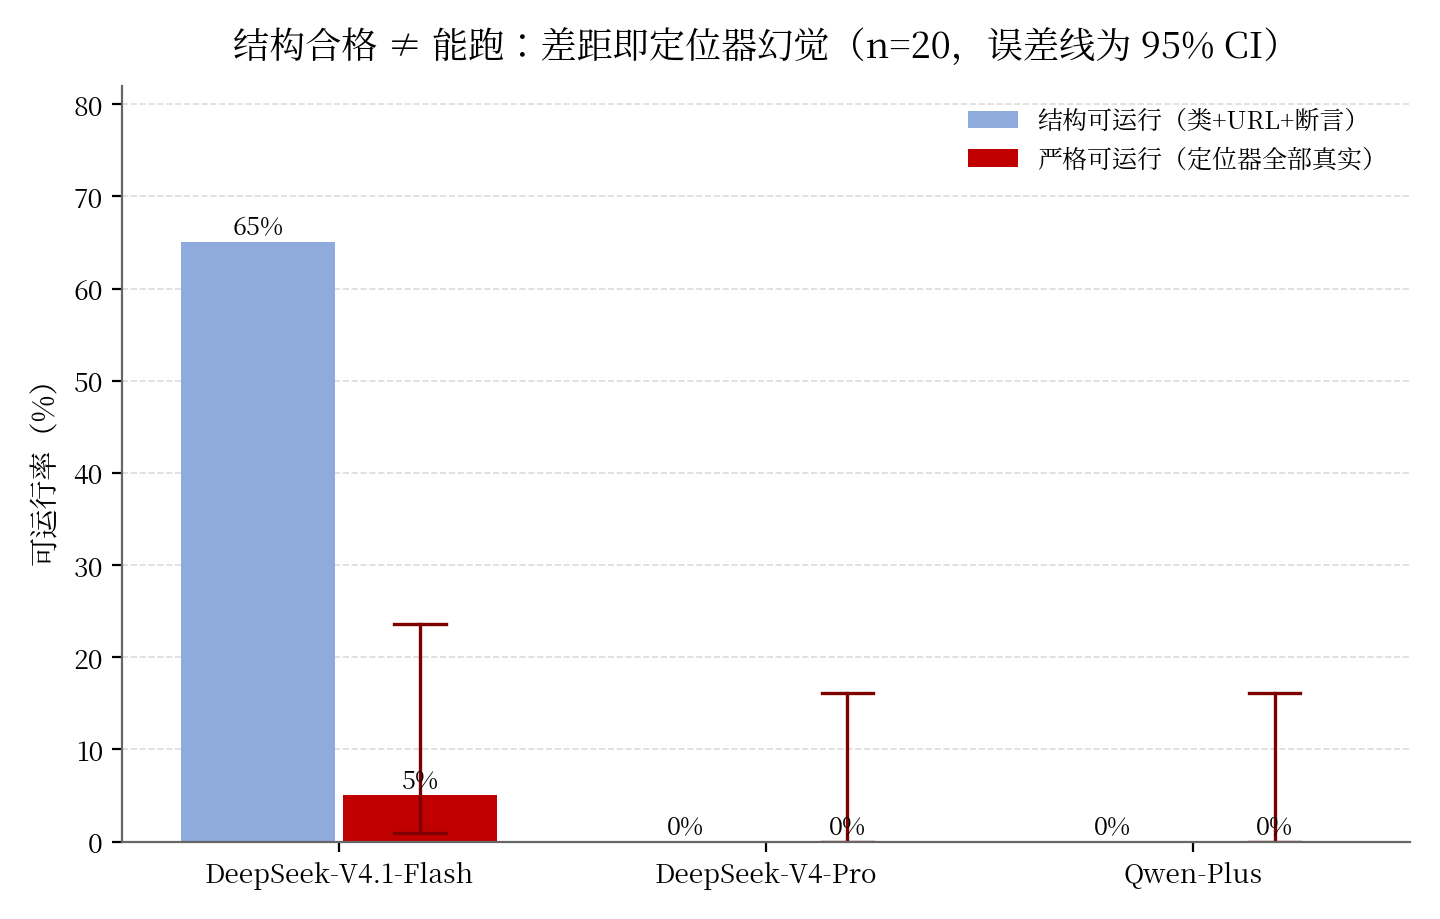 结构合格 ≠ 能跑：差距即定位器幻觉（n=20，误差线为 95% CI）
结构可运行（类+URL+断言）
严格可运行（定位器全部真实）
可运行率（%）
80
70
60
50
40
30
20
10
0
65%
5%
0%
0%
0%
0%
DeepSeek-V4.1-Flash
DeepSeek-V4-Pro
Qwen-Plus